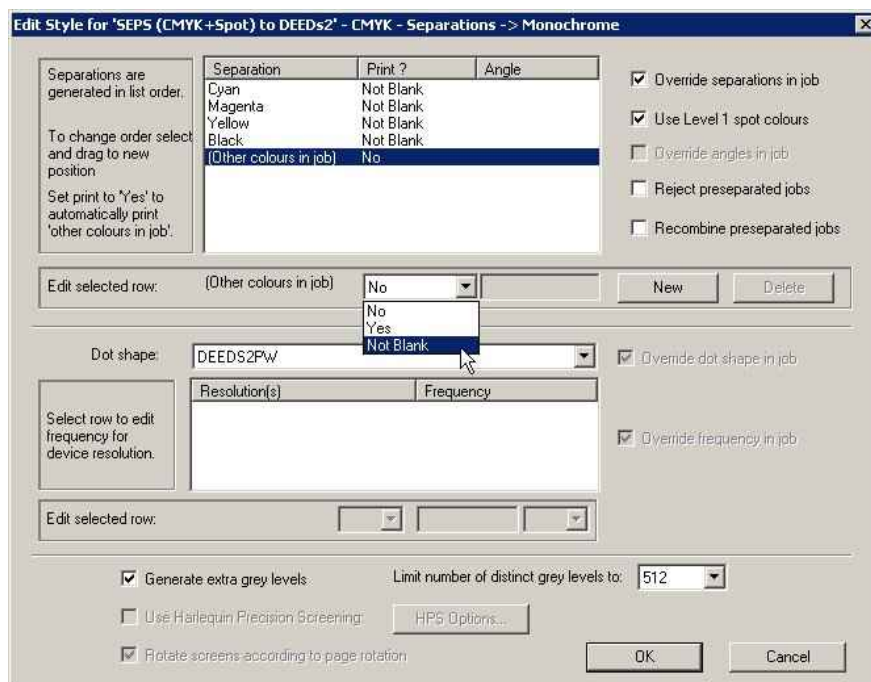 Edit Style for 'SEPS (CMYK+Spot) to DEEDs2' - CMYK - Separations -> Monochrome
Separations are
generated in list order.
To change order select
and drag to new
position
Set print to 'Yes' to
automatically print
'other colours in job'.
Separation Print ? Angle
Cyan Not Blank
Magenta Not Blank
Yellow Not Blank
Black Not Blank
(Other colours in job) No
Override separations in job
Use Level 1 spot colours
Override angles in job
Reject preseparated jobs
Recombine preseparated jobs
Edit selected row: (Other colours in job) No New Delete
No
Yes
Not Blank
Dot shape: DEEDS2PW Override dot shape in job
Resolution(s) Frequency
Select row to edit
frequency for
device resolution.
Override frequency in job
Edit selected row:
Generate extra grey levels Limit number of distinct grey levels to: 512
Use Harlequin Precision Screening: HPS Options...
Rotate screens according to page rotation
OK Cancel